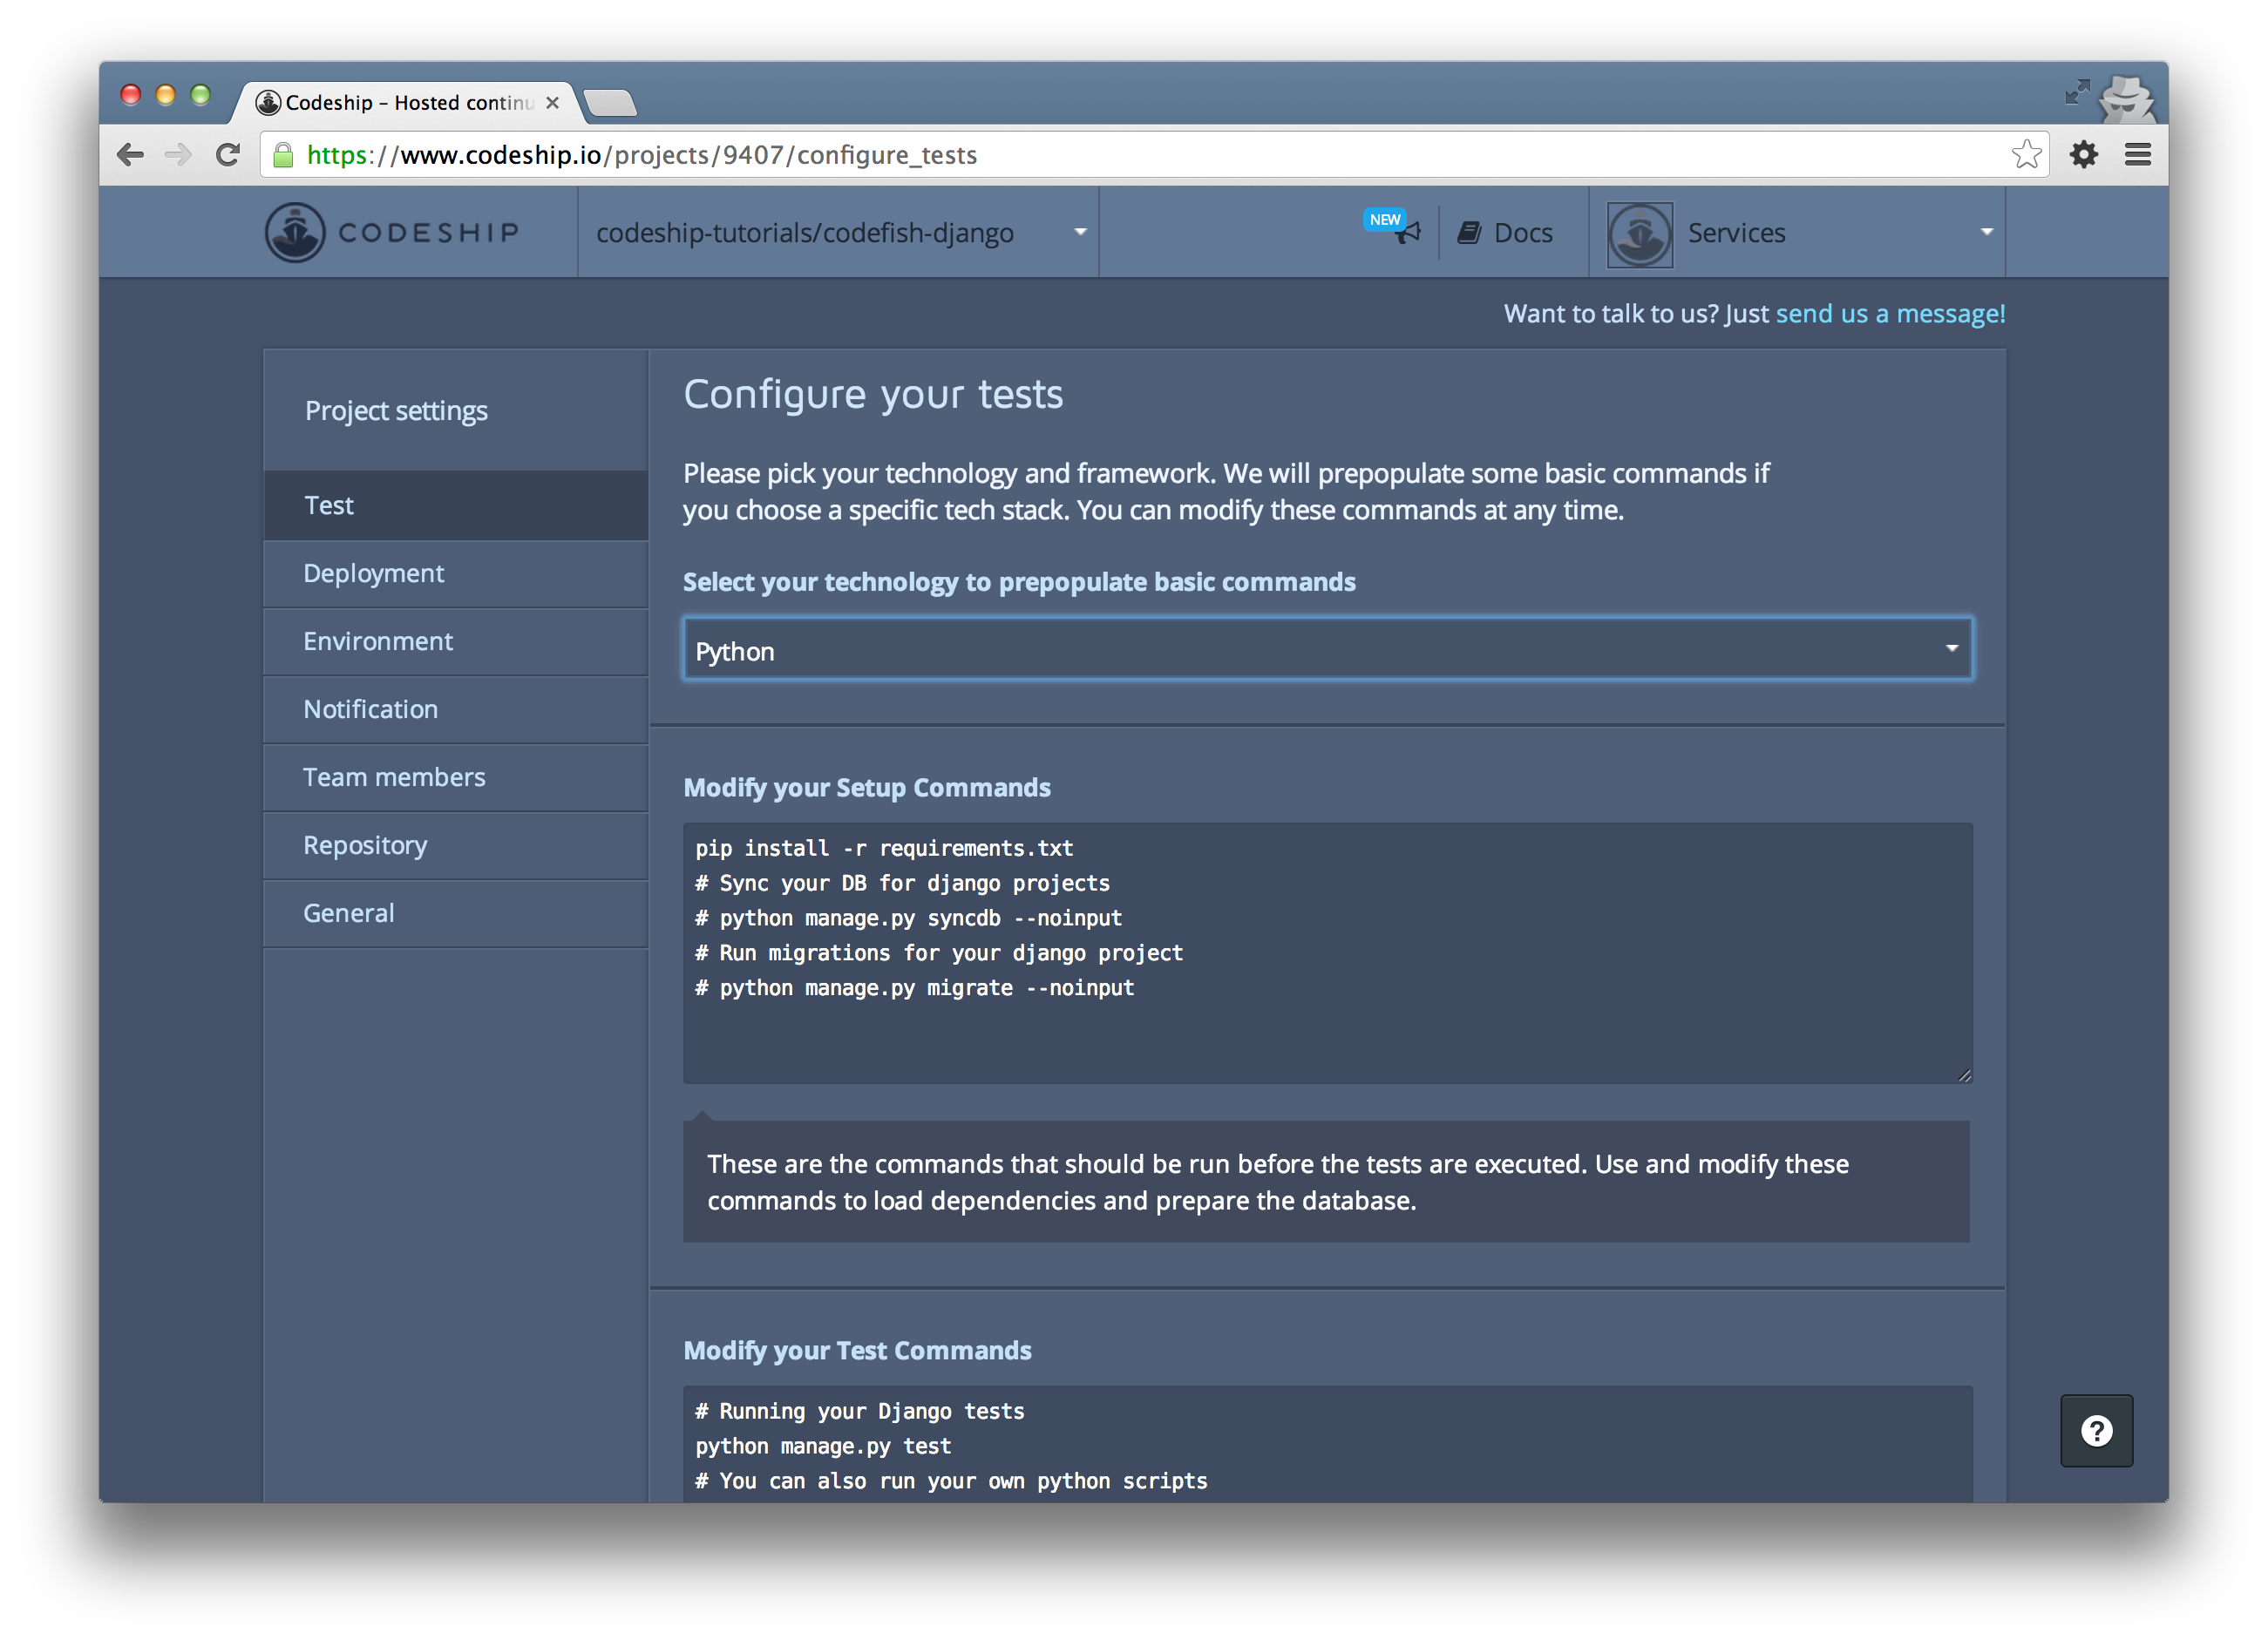 Codeship – Hosted continu
https://www.codeship.io/projects/9407/configure_tests
CODESHIP
codeship-tutorials/codefish-django
NEW
Docs
Services
Want to talk to us? Just send us a message!
Project settings
Test
Deployment
Environment
Notification
Team members
Repository
General
Configure your tests
Please pick your technology and framework. We will prepopulate some basic commands if
you choose a specific tech stack. You can modify these commands at any time.
Select your technology to prepopulate basic commands
Python
Modify your Setup Commands
pip install -r requirements.txt
# Sync your DB for django projects
# python manage.py syncdb --noinput
# Run migrations for your django project
# python manage.py migrate --noinput
These are the commands that should be run before the tests are executed. Use and modify these
commands to load dependencies and prepare the database.
Modify your Test Commands
# Running your Django tests
python manage.py test
# You can also run your own python scripts
?